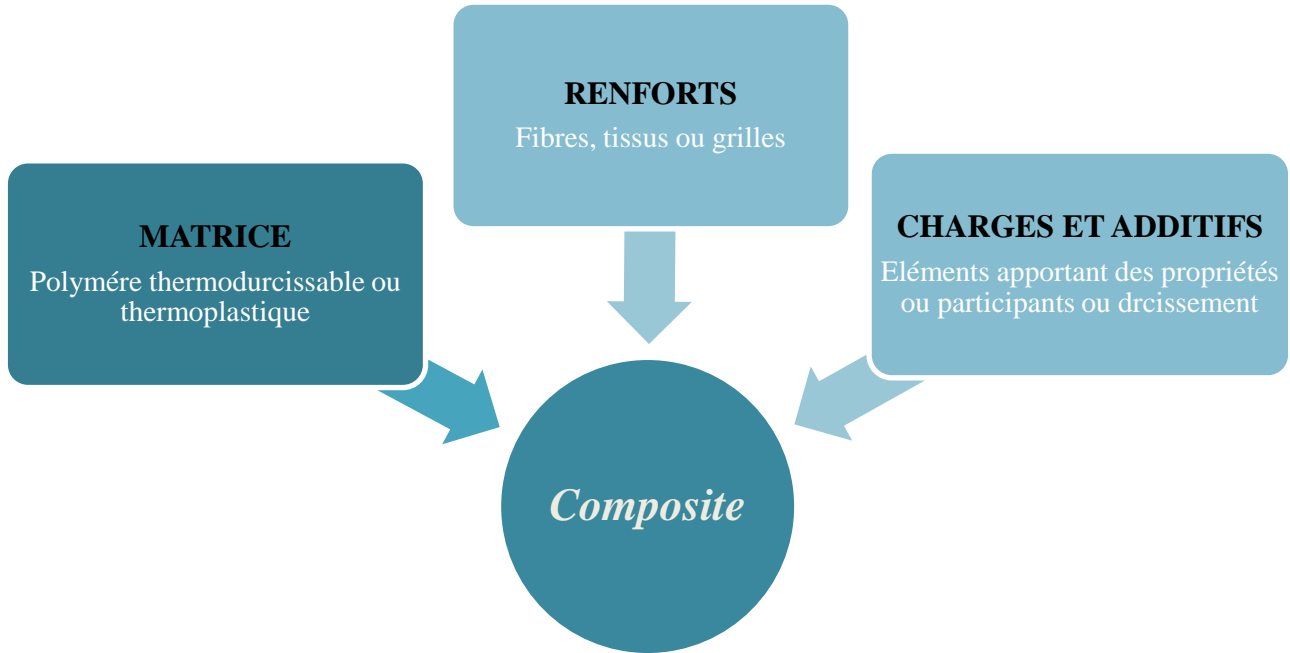 RENFORTS
Fibres, tissus ou grilles
MATRICE
Polymére thermodurcissable ou
thermoplastique
CHARGES ET ADDITIFS
Eléments apportant des propriétés
ou participants ou drcissement
Composite